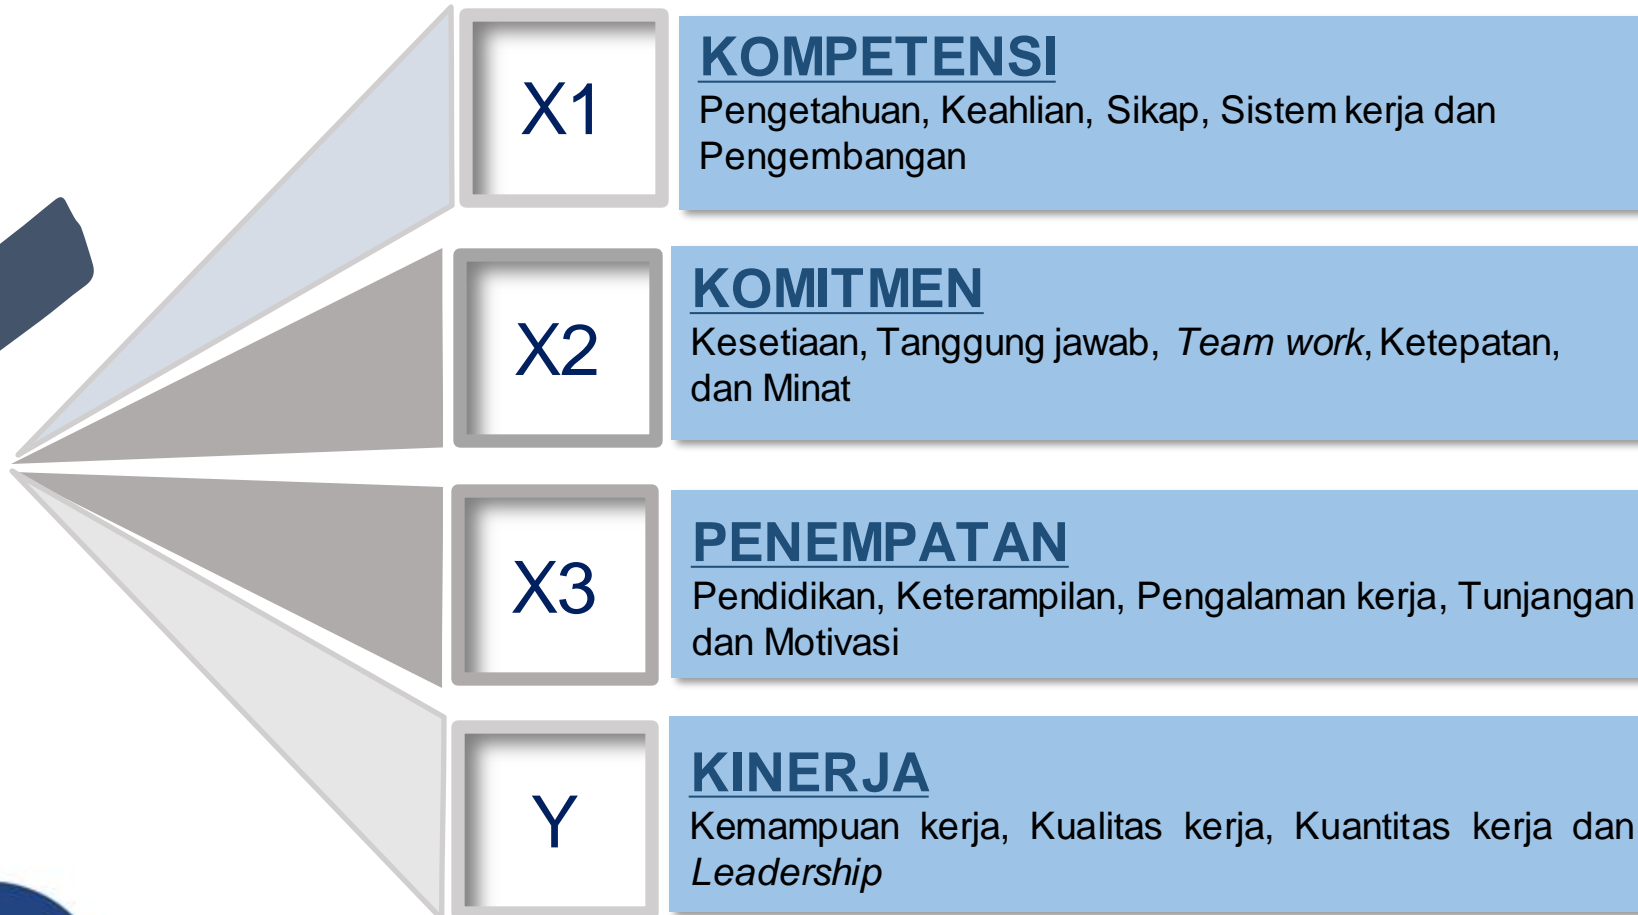 X1
KOMPETENSI
Pengetahuan, Keahlian, Sikap, Sistem kerja dan
Pengembangan
X2
KOMITMEN
Kesetiaan, Tanggung jawab, Team work, Ketepatan,
dan Minat
X3
PENEMPATAN
Pendidikan, Keterampilan, Pengalaman kerja, Tunjangan
dan Motivasi
Y
KINERJA
Kemampuan kerja, Kualitas kerja, Kuantitas kerja dan
Leadership